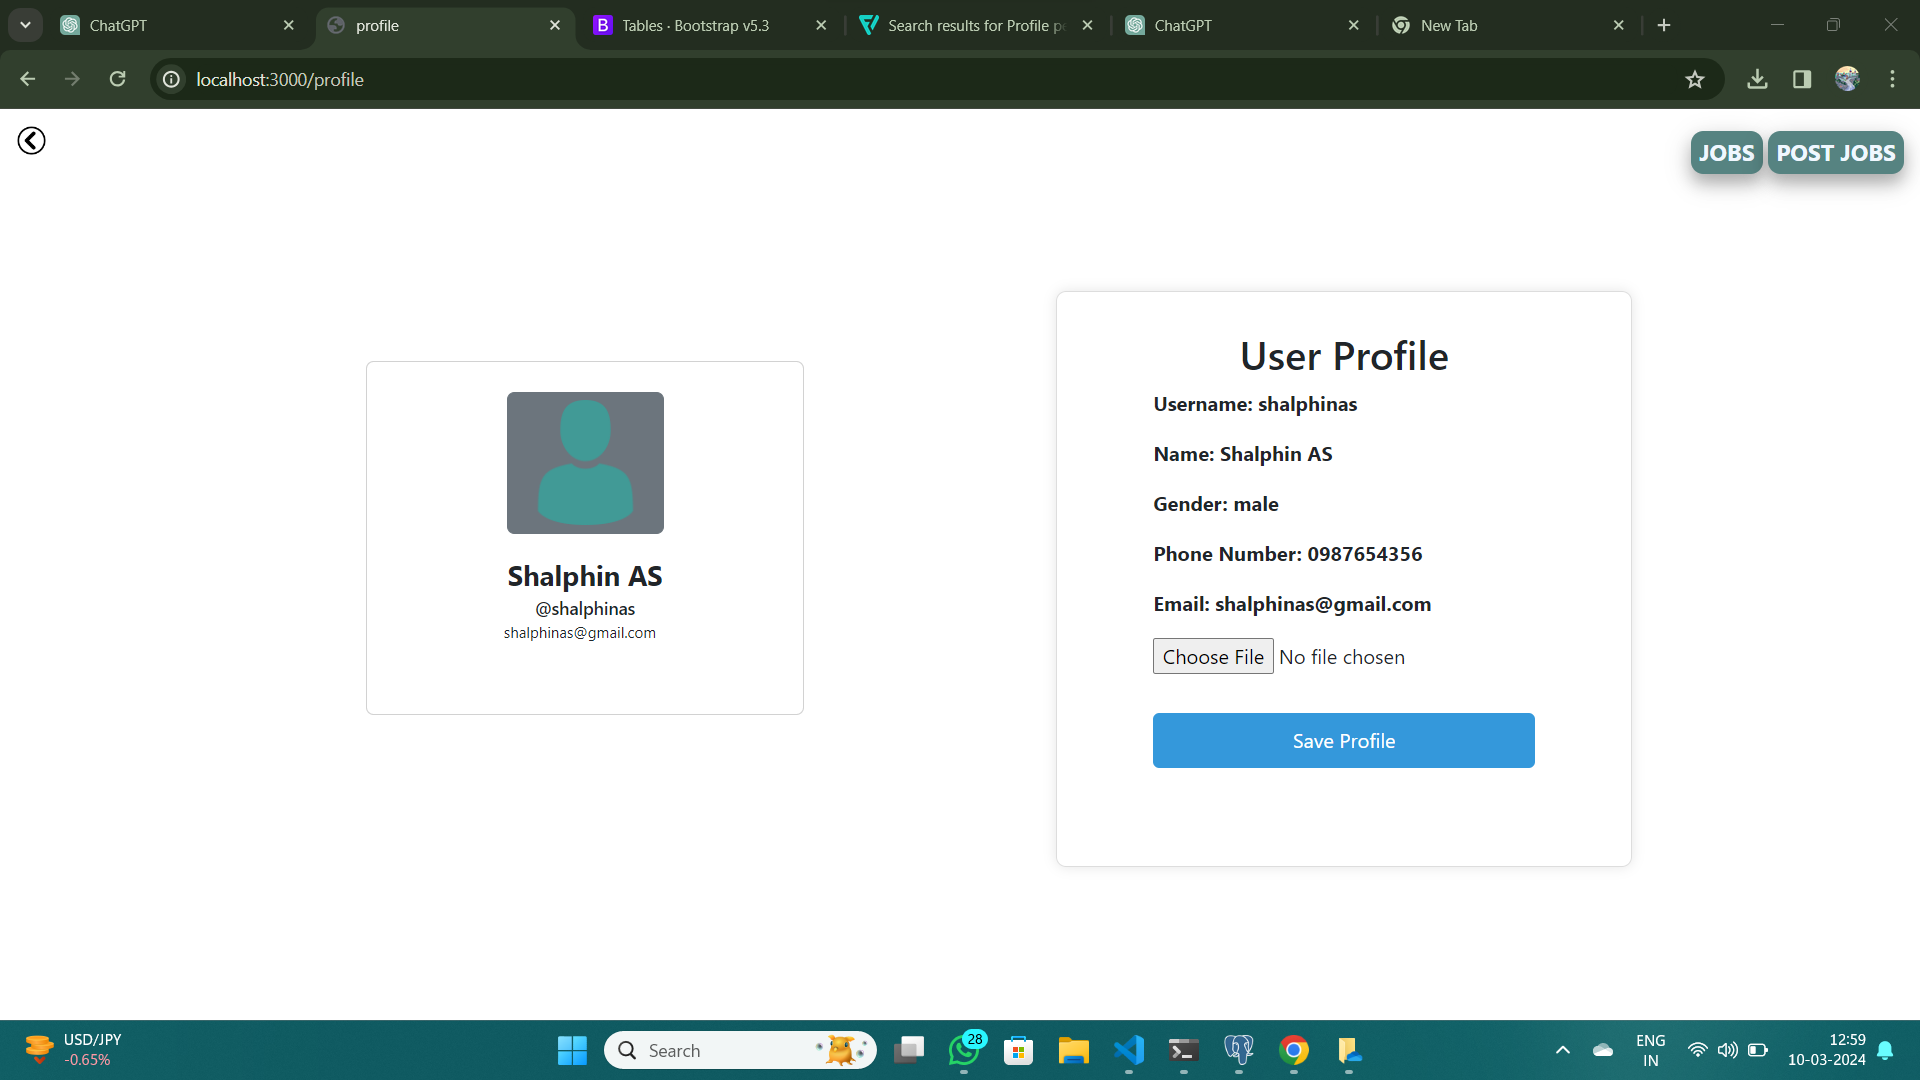 ChatGPT
profile
Tables · Bootstrap v5.3
Search results for Profile pe
ChatGPT
New Tab
localhost:3000/profile
JOBS
POST JOBS
Shalphin AS
@shalphinas
shalphinas@gmail.com
User Profile
Username: shalphinas
Name: Shalphin AS
Gender: male
Phone Number: 0987654356
Email: shalphinas@gmail.com
Choose File No file chosen
Save Profile
USD/JPY
-0.65%
Search
28
ENG
IN
12:59
10-03-2024